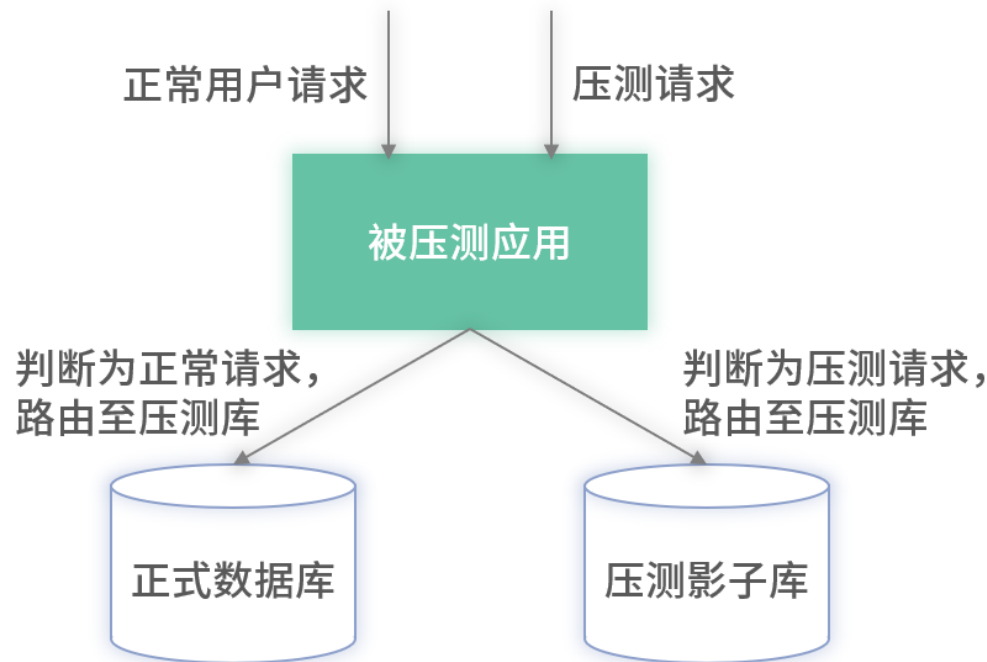 正常用户请求
压测请求
被压测应用
判断为正常请求，
路由至压测库
判断为压测请求，
路由至压测库
正式数据库
压测影子库